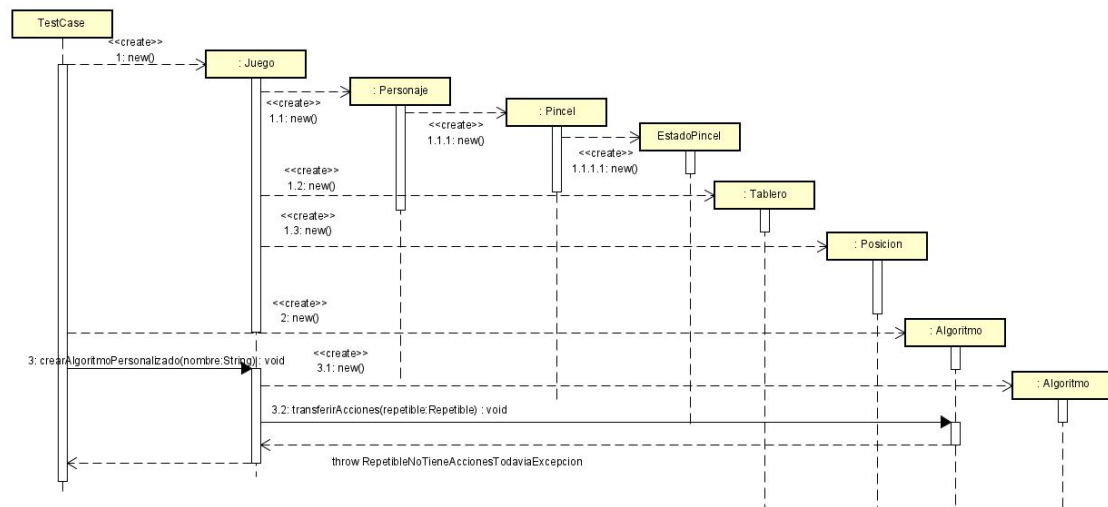 TestCase
<<create>>
1: new()
: Juego
: Personaje
<<create>>
1.1: new()
<<create>>
1.1.1: new()
: Pincel
<<create>>
1.1.1.1: new()
EstadoPincel
<<create>>
1.2: new()
: Tablero
<<create>>
1.3: new()
: Posicion
<<create>>
2: new()
: Algoritmo
3: crearAlgoritmoPersonalizado(nombre:String) : void
<<create>>
3.1: new()
: Algoritmo
3.2: transferirAcciones(repetible:Repetible) : void
throw RepetibleNoTieneAccionesTodaviaExcepcion